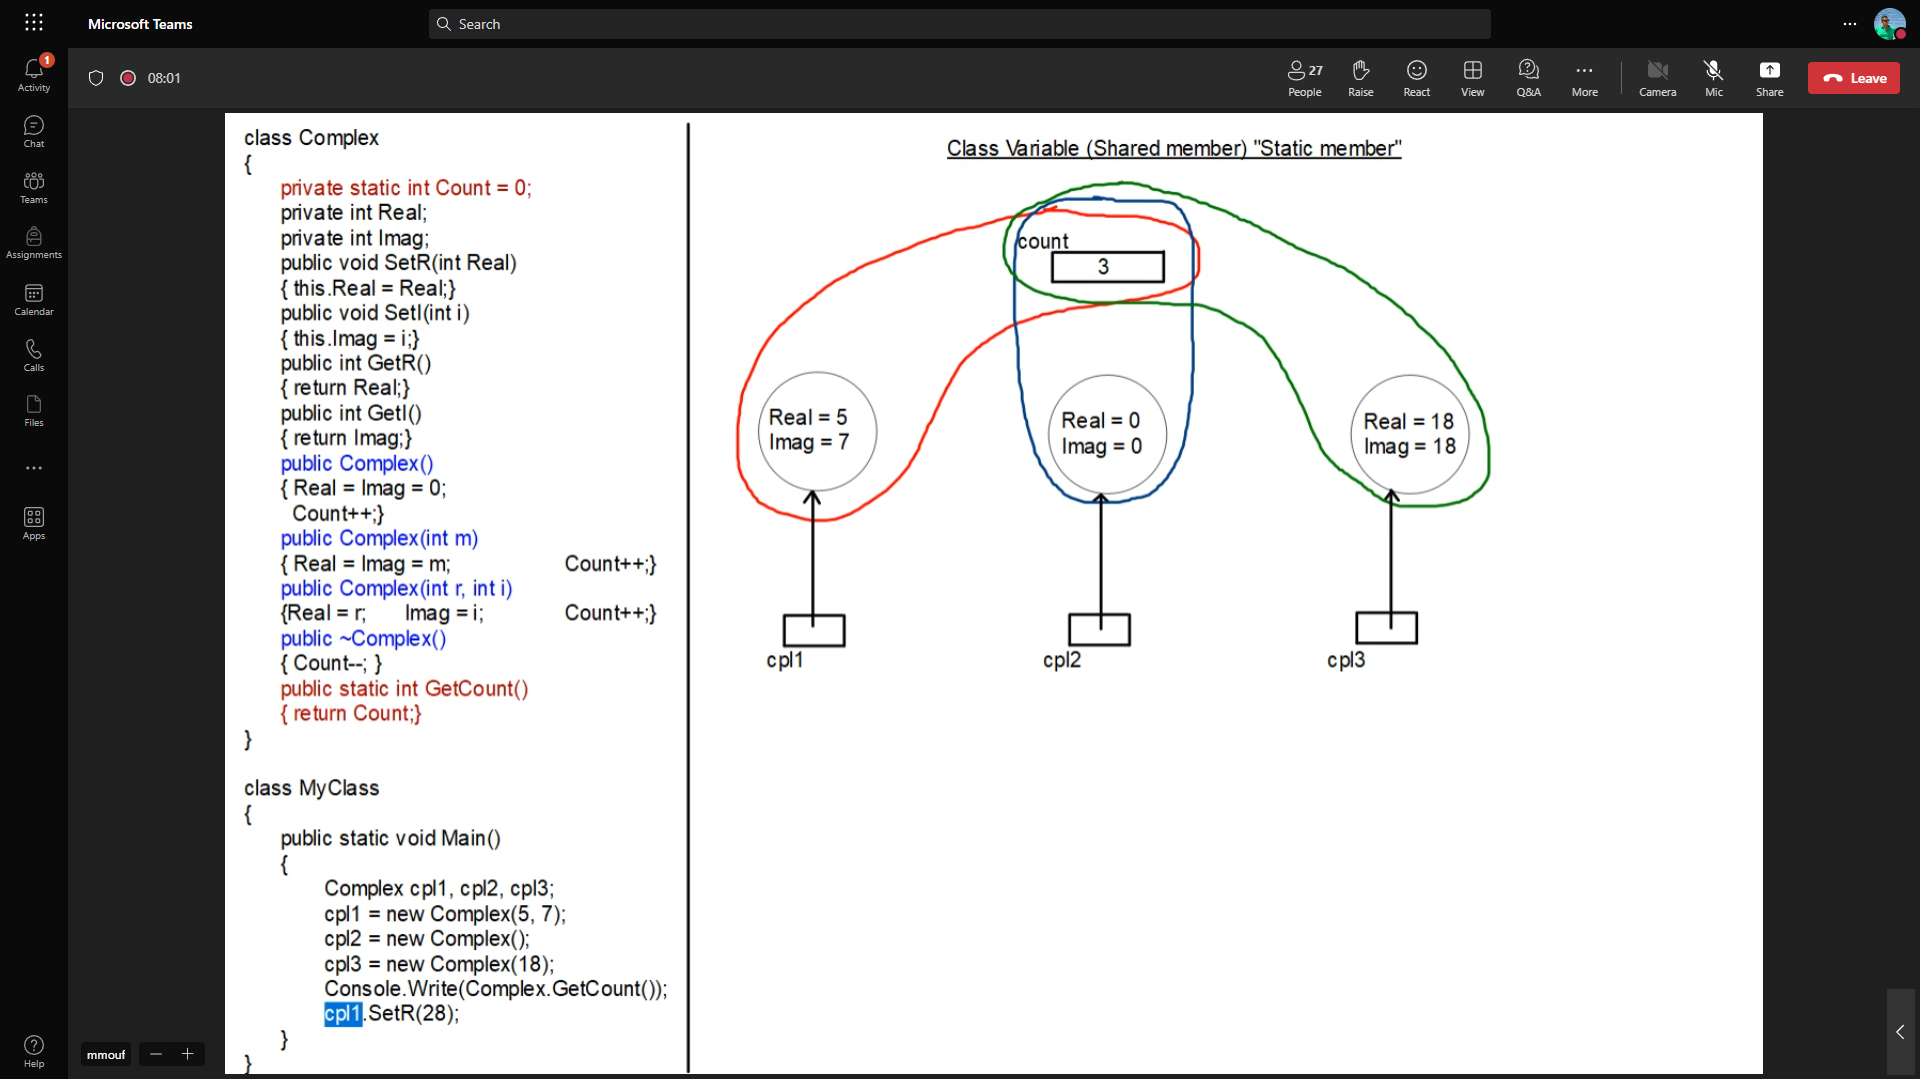 Microsoft Teams
Search
1
Activity
Chat
Teams
Assignments
Calendar
Calls
Files
Apps
Help
08:01
27
People
Raise
React
View
Q&A
More
Camera
Mic
Share
Leave
class Complex
{
private static int Count = 0;
private int Real;
private int Imag;
public void SetR(int Real)
{ this.Real = Real;}
public void SetI(int i)
{ this.Imag = i;}
public int GetR()
{ return Real;}
public int GetI()
{ return Imag;}
public Complex()
{ Real = Imag = 0;
Count++;}
public Complex(int m)
{ Real = Imag = m; Count++;}
public Complex(int r, int i)
{Real = r; Imag = i; Count++;}
public ~Complex()
{ Count--; }
public static int GetCount()
{ return Count;}
}
class MyClass
{
public static void Main()
{
Complex cpl1, cpl2, cpl3;
cpl1 = new Complex(5, 7);
cpl2 = new Complex();
cpl3 = new Complex(18);
Console.Write(Complex.GetCount());
cpl1.SetR(28);
}
}
Class Variable (Shared member) "Static member"
count
3
Real = 5
Imag = 7
Real = 0
Imag = 0
Real = 18
Imag = 18
cpl1
cpl2
cpl3
mmouf